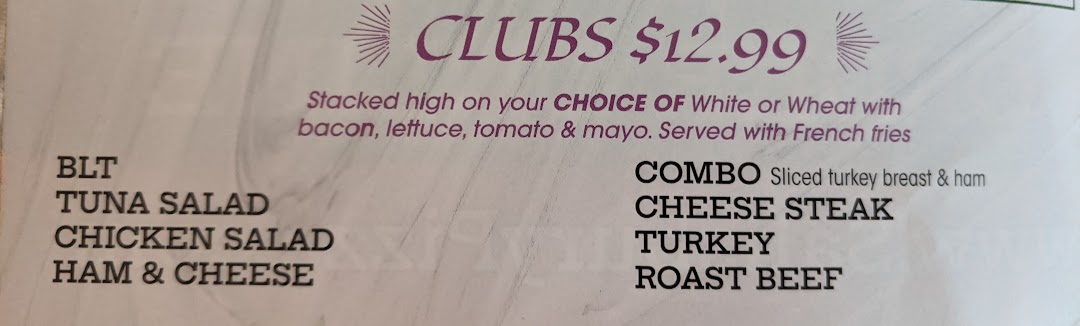 CLUBS $12.99
Stacked high on your CHOICE OF White or Wheat with
bacon, lettuce, tomato & mayo. Served with French fries
BLT
TUNA SALAD
CHICKEN SALAD
HAM & CHEESE
COMBO Sliced turkey breast & ham
CHEESE STEAK
TURKEY
ROAST BEEF